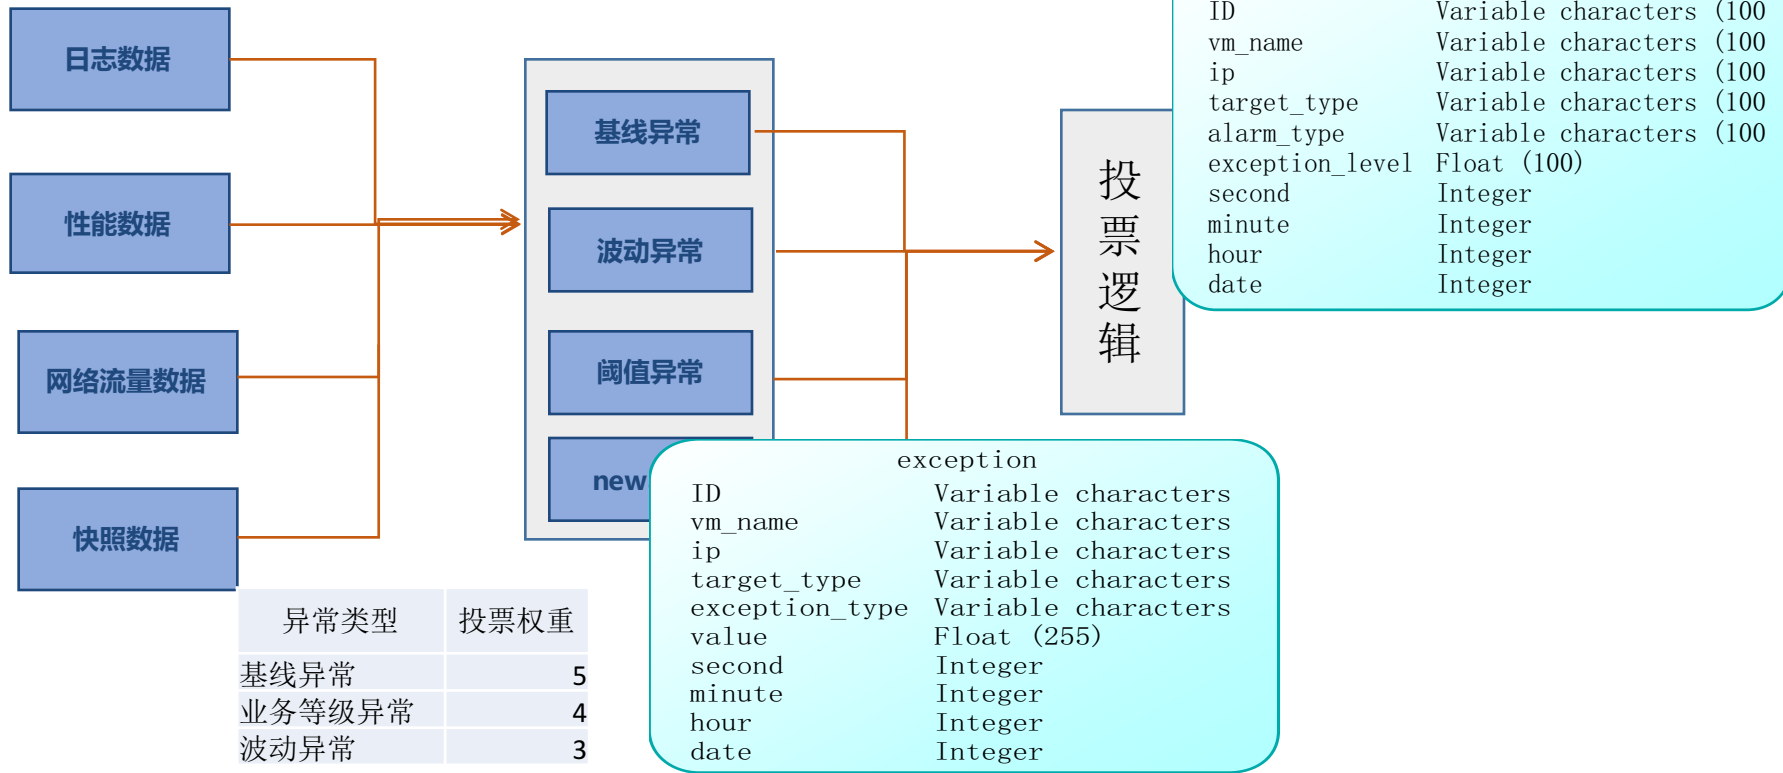 日志数据
性能数据
网络流量数据
快照数据
基线异常
波动异常
阈值异常
new
投票逻辑
ID Variable characters (100
vm_name Variable characters (100
ip Variable characters (100
target_type Variable characters (100
alarm_type Variable characters (100
exception_level Float (100)
second Integer
minute Integer
hour Integer
date Integer
exception
ID Variable characters
vm_name Variable characters
ip Variable characters
target_type Variable characters
exception_type Variable characters
value Float (255)
second Integer
minute Integer
hour Integer
date Integer
异常类型 投票权重
基线异常 5
业务等级异常 4
波动异常 3